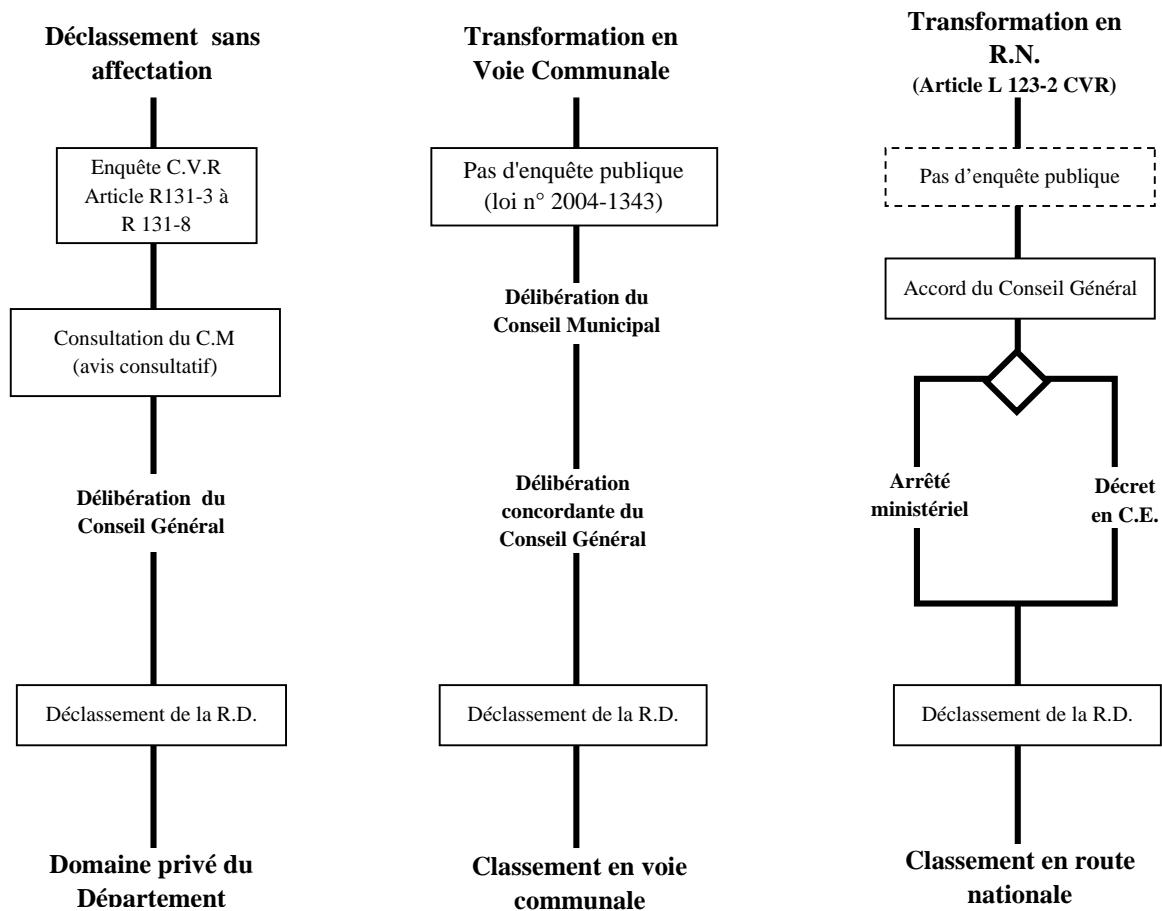 Déclassement sans
affectation
Enquête C.V.R
Article R131-3 à
R 131-8
Consultation du C.M
(avis consultatif)
Délibération du
Conseil Général
Déclassement de la R.D.
Domaine privé du
Département
Transformation en
Voie Communale
Pas d'enquête publique
(loi n° 2004-1343)
Délibération du
Conseil Municipal
Délibération
concordante du
Conseil Général
Déclassement de la R.D.
Classement en voie
communale
Transformation en
R.N.
(Article L 123-2 CVR)
Pas d’enquête publique
Accord du Conseil Général
Arrêté
ministériel
Décret
en C.E.
Déclassement de la R.D.
Classement en route
nationale